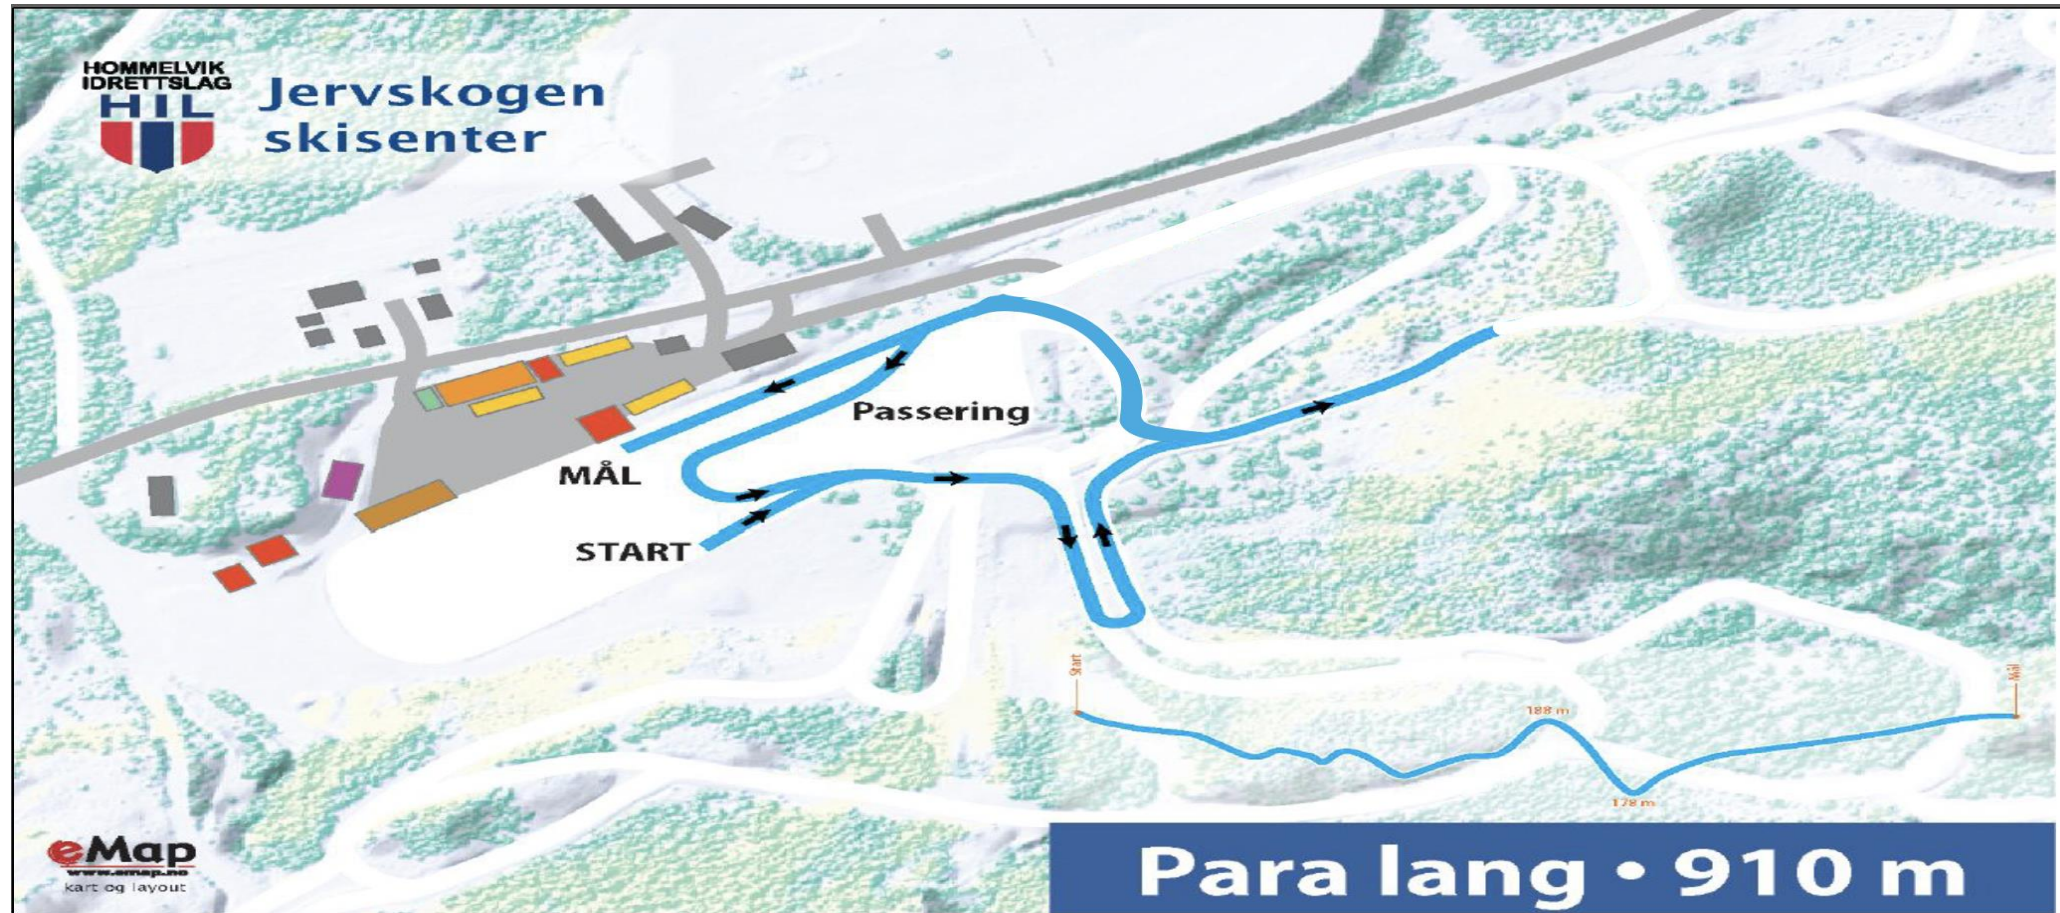 HOMMELVIK
IDRETTSLAG
HIL
Jervskogen
skisenter
Passering
MÅL
START
Start
Mål
188 m
178 m
eMap
www.emap.no
kart og layout
Para lang • 910 m